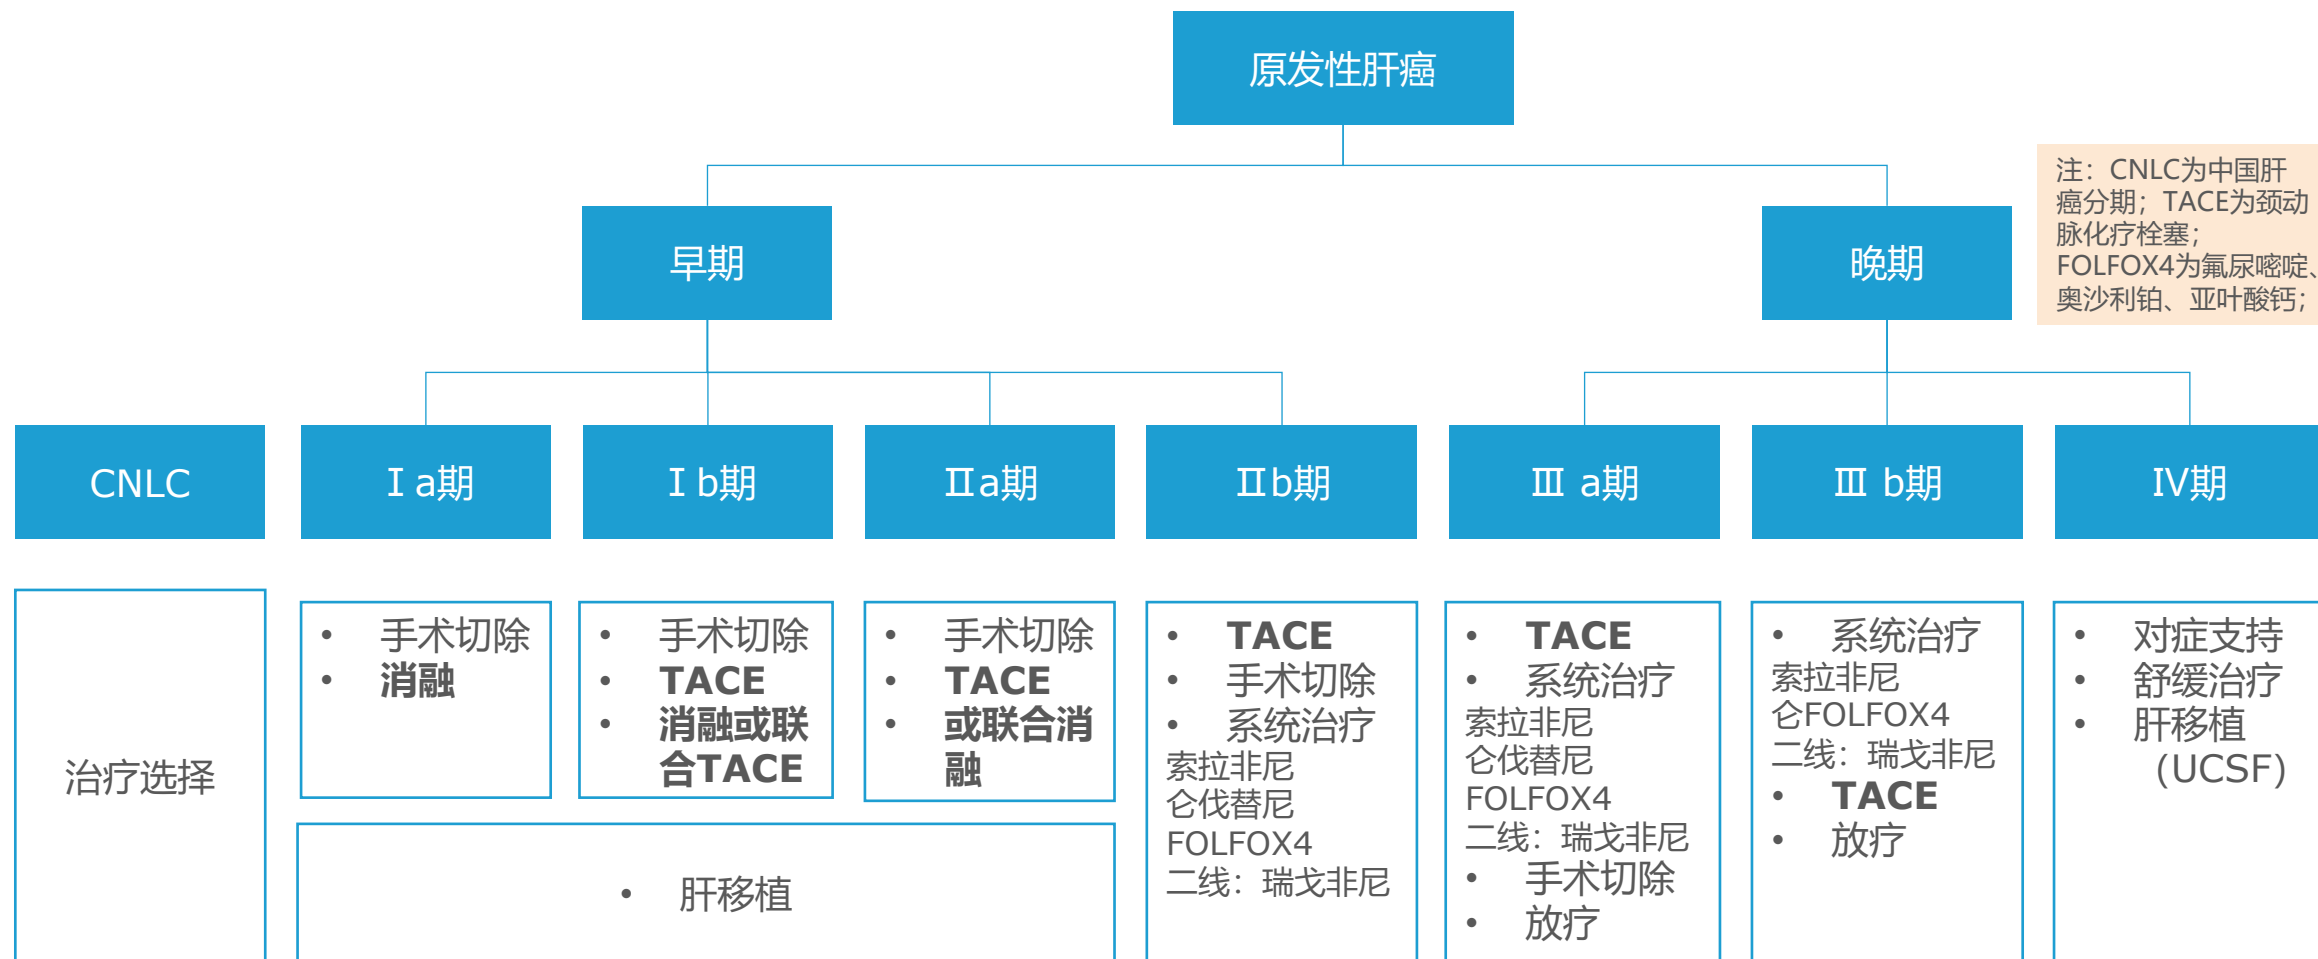 原发性肝癌
注：CNLC为中国肝
癌分期；TACE为颈动
脉化疗栓塞；
FOLFOX4为氟尿嘧啶、
奥沙利铂、亚叶酸钙；
早期
晚期
CNLC
Ⅰa期
Ⅰb期
Ⅱa期
Ⅱb期
Ⅲ a期
Ⅲ b期
Ⅳ期
治疗选择
• 手术切除
• 消融
• 手术切除
• TACE
• 消融或联
合TACE
• 手术切除
• TACE
• 或联合消
融
• 肝移植
• TACE
• 手术切除
• 系统治疗
索拉非尼
仑伐替尼
FOLFOX4
二线：瑞戈非尼
• TACE
• 系统治疗
索拉非尼
仑伐替尼
FOLFOX4
二线：瑞戈非尼
• 手术切除
• 放疗
• 系统治疗
索拉非尼
仑FOLFOX4
二线：瑞戈非尼
• TACE
• 放疗
• 对症支持
• 舒缓治疗
• 肝移植
（UCSF）